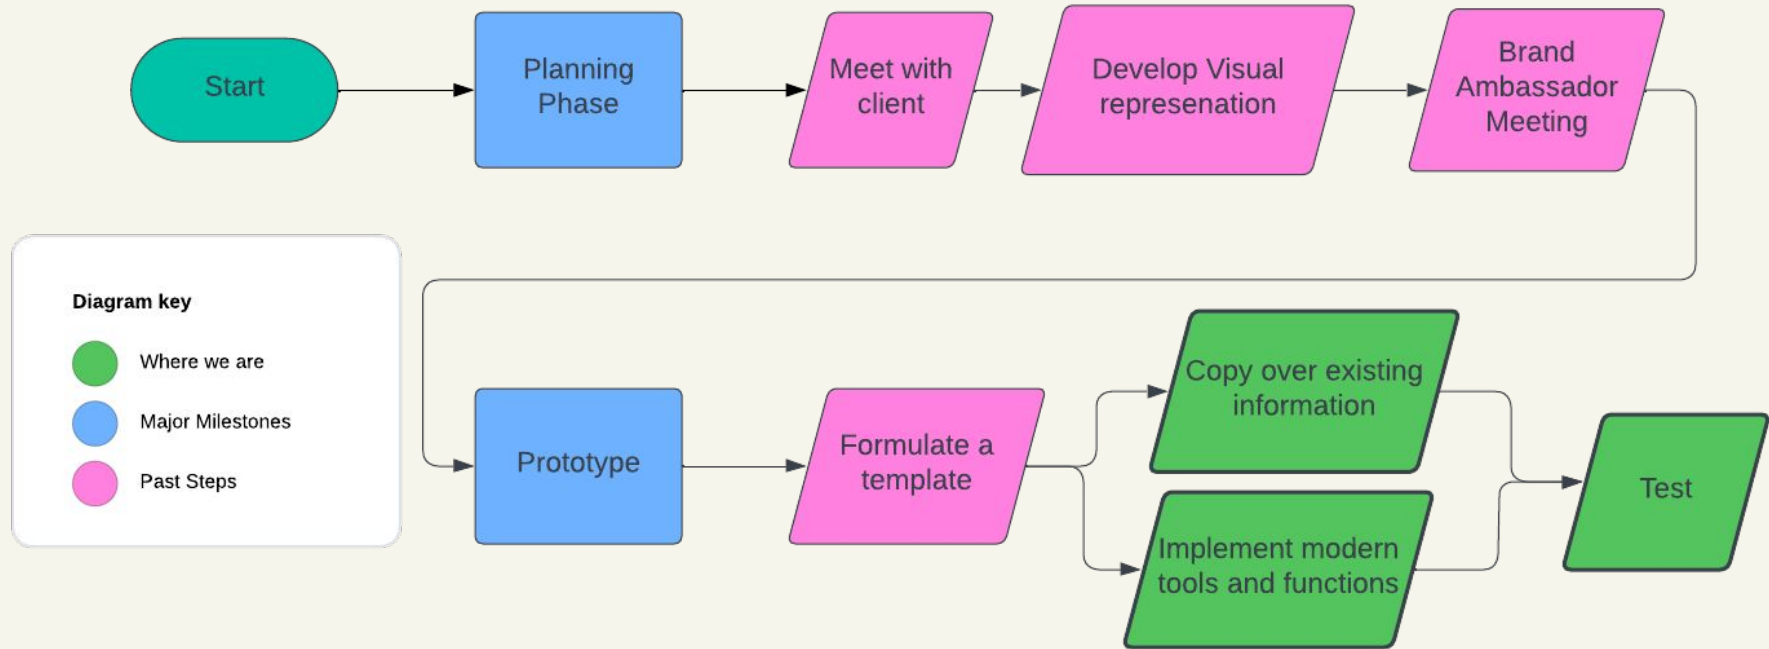 Start
Planning
Phase
Meet with
client
Develop Visual
represenation
Brand
Ambassador
Meeting
Diagram key
Where we are
Major Milestones
Past Steps
Prototype
Formulate a
template
Copy over existing
information
Implement modern
tools and functions
Test